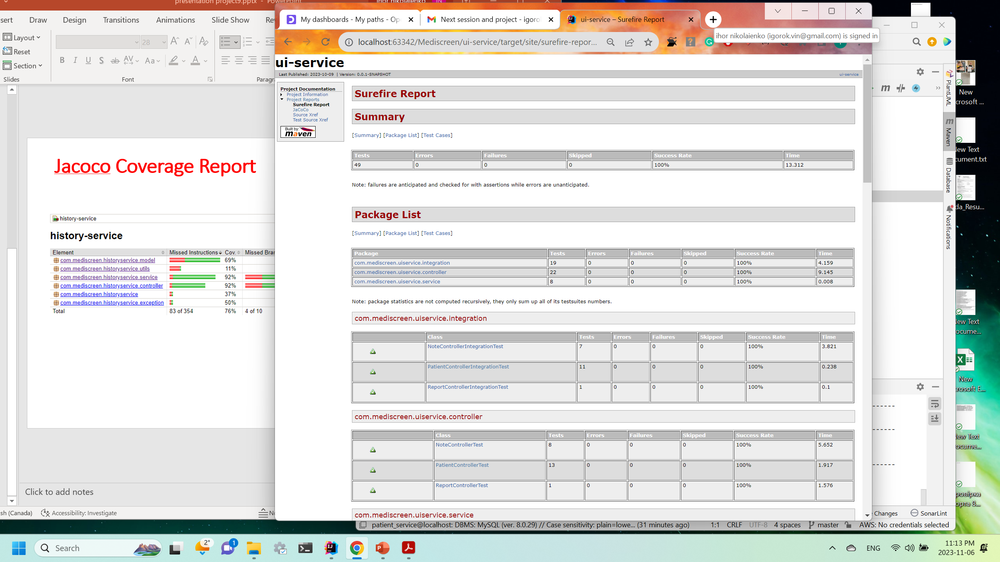 presentation project9.pptx - PowerPoint
ihor nikolaienko IN
sert Draw Design Transitions Animations Slide Show
Layout
Reset
Section
Slides
28
B I U S ab AV Aa A
Font
Jacoco Coverage Report
history-service
history-service
Element Missed Instructions Cov.
com.mediscreen.historyservice.model 69%
com.mediscreen.historyservice.utils 11%
com.mediscreen.historyservice.service 92%
com.mediscreen.historyservice.controller 92%
com.mediscreen.historyservice 37%
com.mediscreen.historyservice.exception 50%
Total 83 of 354 76% 4 of 10
Click to add notes
sh (Canada) Accessibility: Investigate
My dashboards - My paths - Op
Next session and project - igorol
ui-service – Surefire Report
localhost:63342/Mediscreen/ui-service/target/site/surefire-repor...
ihor nikolaienko (igorok.vin@gmail.com) is signed in
ui-service
Last Published: 2023-10-09 | Version: 0.0.1-SNAPSHOT ui-service
Project Documentation
Project Information
Project Reports
Surefire Report
JaCoCo
Source Xref
Test Source Xref
Built by:
maven
Surefire Report
Summary
[Summary] [Package List] [Test Cases]
Tests Errors Failures Skipped Success Rate Time
49 0 0 0 100% 13.312
Note: failures are anticipated and checked for with assertions while errors are unanticipated.
Package List
[Summary] [Package List] [Test Cases]
Package Tests Errors Failures Skipped Success Rate Time
com.mediscreen.uiservice.integration 19 0 0 0 100% 4.159
com.mediscreen.uiservice.controller 22 0 0 0 100% 9.145
com.mediscreen.uiservice.service 8 0 0 0 100% 0.008
Note: package statistics are not computed recursively, they only sum up all of its testsuites numbers.
com.mediscreen.uiservice.integration
Class Tests Errors Failures Skipped Success Rate Time
NoteControllerIntegrationTest 7 0 0 0 100% 3.821
PatientControllerIntegrationTest 11 0 0 0 100% 0.238
ReportControllerIntegrationTest 1 0 0 0 100% 0.1
com.mediscreen.uiservice.controller
Class Tests Errors Failures Skipped Success Rate Time
NoteControllerTest 8 0 0 0 100% 5.652
PatientControllerTest 13 0 0 0 100% 1.917
ReportControllerTest 1 0 0 0 100% 1.576
com.mediscreen.uiservice.service
PlantUML
m Maven
Database
Notifications
Changes SonarLint
patient_service@localhost: DBMS: MySQL (ver. 8.0.29) // Case sensitivity: plain=lowe... (31 minutes ago) 1:1 CRLF UTF-8 4 spaces master AWS: No credentials selected
New
crosoft ...
New Text
cument.txt
da_Resu...
New Text
ocume...
New
crosoft E...
New Text
ocume...
ровірка
орта 8...
Search
2°
1
ENG
11:13 PM
2023-11-06